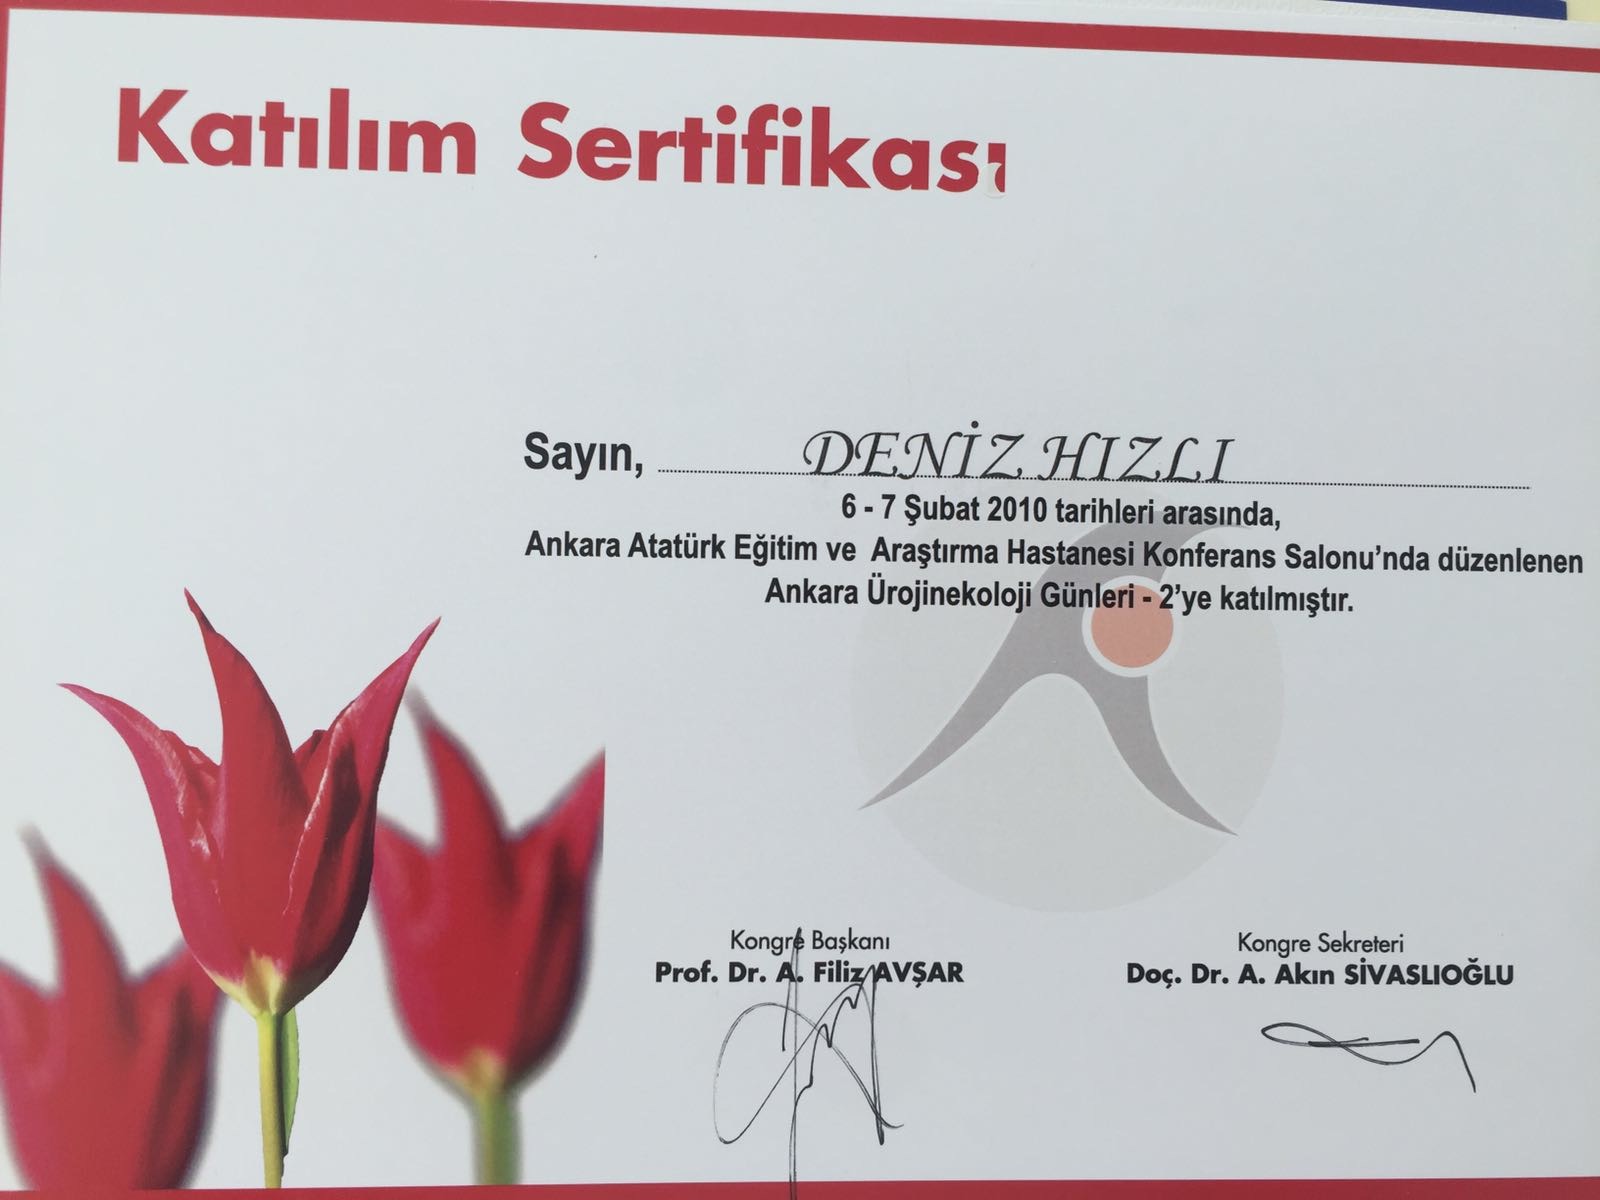 Katılım Sertifikası
Sayın, DENİZ HIZLI
6 - 7 Şubat 2010 tarihleri arasında,
Ankara Atatürk Eğitim ve Araştırma Hastanesi Konferans Salonu'nda düzenlenen
Ankara Ürojinekoloji Günleri - 2'ye katılmıştır.
Kongre Başkanı
Prof. Dr. A. Filiz AVŞAR
Kongre Sekreteri
Doç. Dr. A. Akın SİVASLIOĞLU